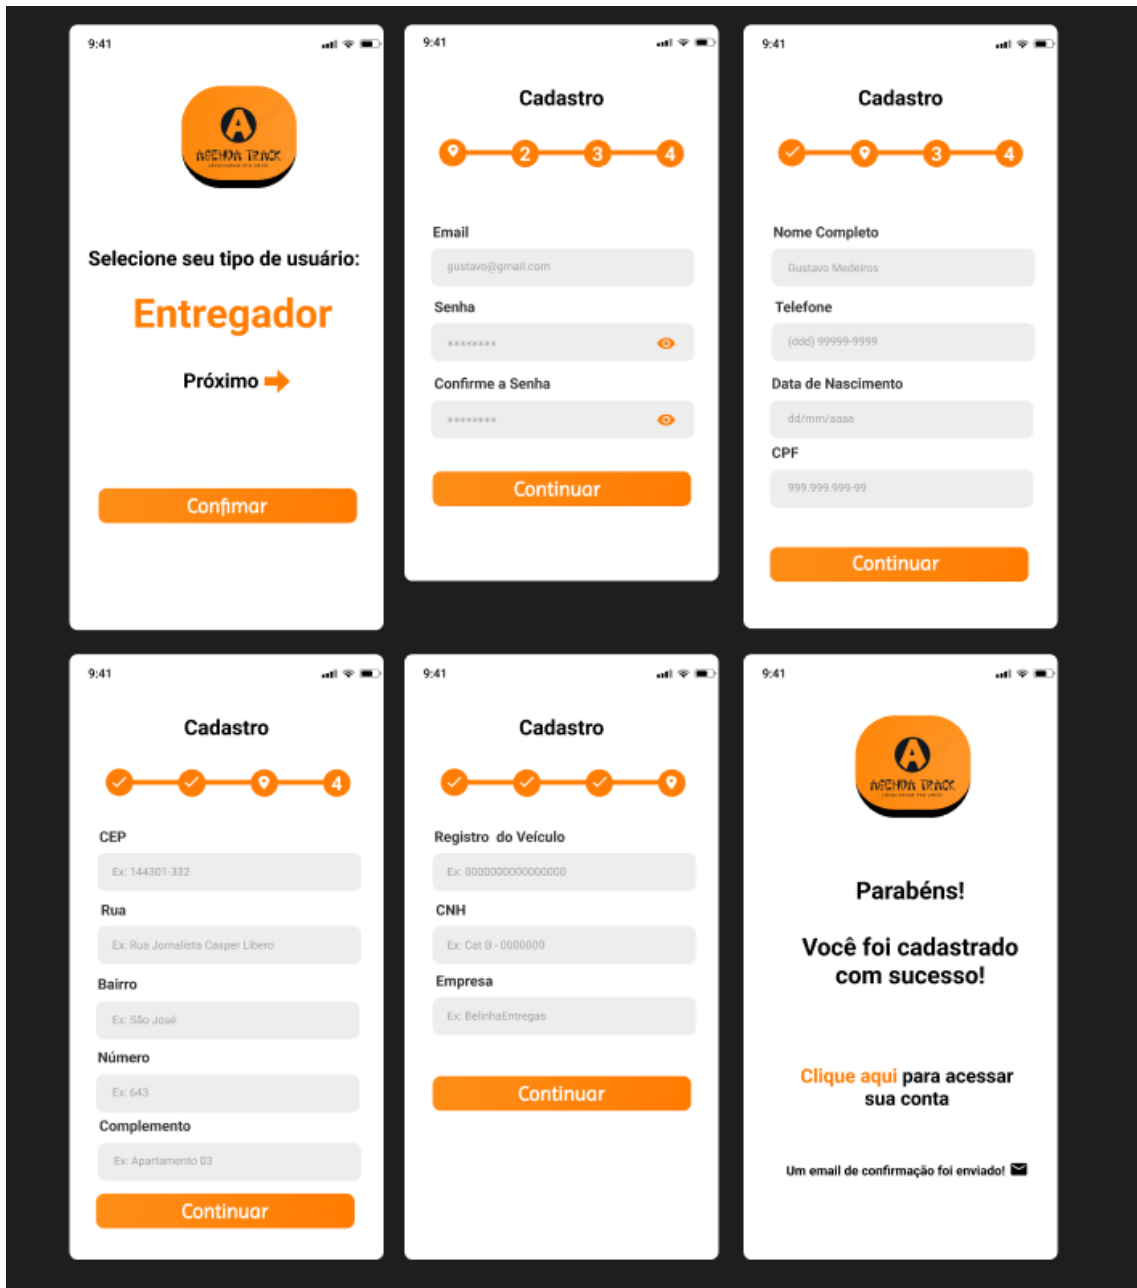 9:41
AGENDA TRACK
Selecione seu tipo de usuário:
Entregador
Próximo
Confimar
9:41
Cadastro
2 3 4
Email
gustavo@gmail.com
Senha
********
Confirme a Senha
********
Continuar
9:41
Cadastro
3 4
Nome Completo
Gustavo Medeiros
Telefone
(ddd) 99999-9999
Data de Nascimento
dd/mm/aaaa
CPF
999.999.999-99
Continuar
9:41
Cadastro
4
CEP
Ex: 144301-332
Rua
Ex: Rua Jornalista Casper Libero
Bairro
Ex: São José
Número
Ex: 643
Complemento
Ex: Apartamento 03
Continuar
9:41
Cadastro
Registro do Veículo
Ex: 0000000000000000
CNH
Ex: Cat B - 0000000
Empresa
Ex: BelinhaEntregas
Continuar
9:41
AGENDA TRACK
Parabéns!
Você foi cadastrado
com sucesso!
Clique aqui para acessar
sua conta
Um email de confirmação foi enviado!